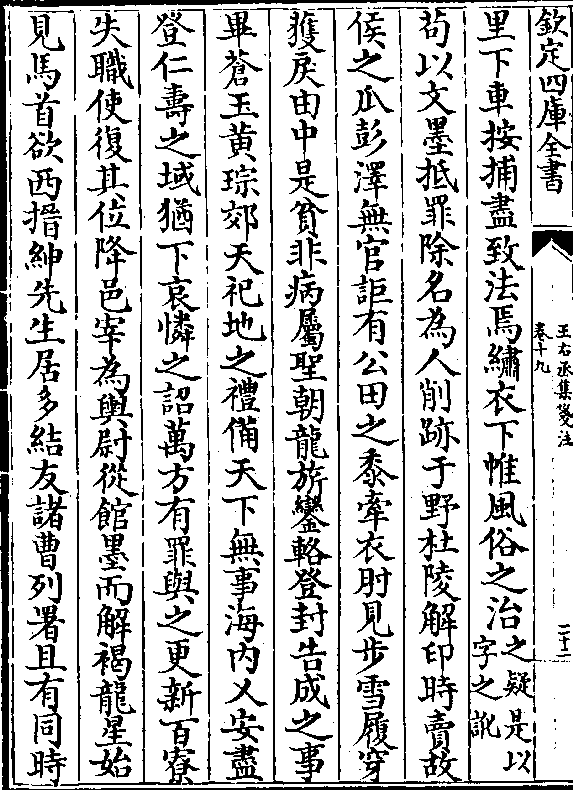 欽定四庫全書
王右丞集箋注
卷十九
二十二
里下車按捕盡致法焉繡衣下帷風俗之治之疑是以字之訛
苟以文墨抵罪除名為人削跡于野杜陵解印時賣故
侯之瓜彭澤無官詎有公田之黍牽衣肘見步雪履穿
獲戾由中是貧非病屬聖朝龍旂鑾輅登封告成之事
畢蒼玉黄琮郊天祀地之禮備天下無事海内乂安盡
登仁壽之域猶下哀憐之詔萬方有罪與之更新百寮
失職使復其位降邑宰為輿尉從館墨而解褐龍星始
見馬首欲西搢紳先生居多結友諸曹列署且有同時